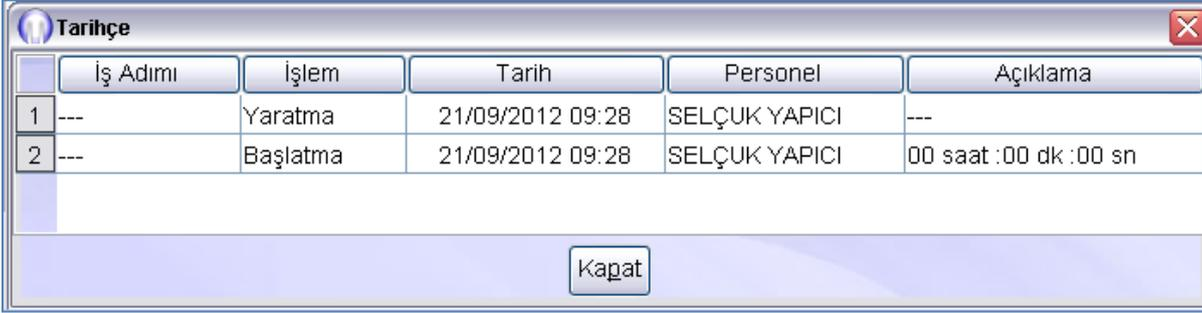 Tarihçe
İş Adımı İşlem Tarih Personel Açıklama
1 --- Yaratma 21/09/2012 09:28 SELÇUK YAPICI ---
2 --- Başlatma 21/09/2012 09:28 SELÇUK YAPICI 00 saat :00 dk :00 sn
Kapat